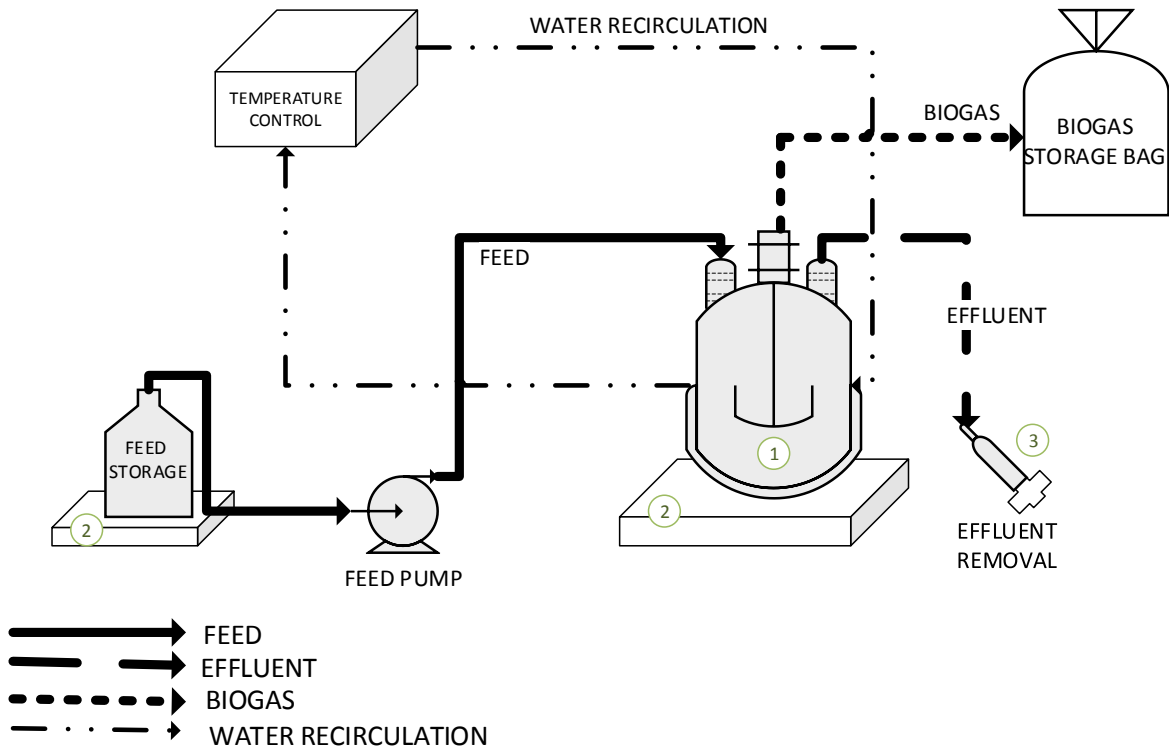 WATER RECIRCULATION
TEMPERATURE
CONTROL
BIOGAS
BIOGAS
STORAGE BAG
FEED
EFFLUENT
FEED
STORAGE
1
3
2
2
EFFLUENT
REMOVAL
FEED PUMP
FEED
EFFLUENT
BIOGAS
WATER RECIRCULATION